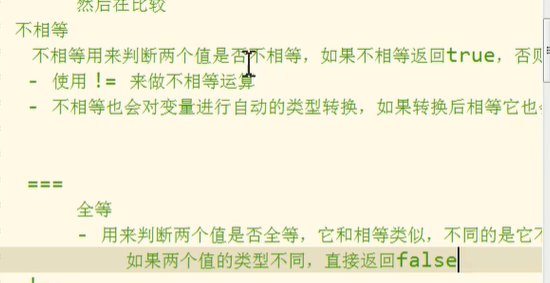 然后在比较
不相等
不相等用来判断两个值是否不相等，如果不相等返回true，否则
- 使用 != 来做不相等运算
- 不相等也会对变量进行自动的类型转换，如果转换后相等它也
===
全等
- 用来判断两个值是否全等，它和相等类似，不同的是它不
如果两个值的类型不同，直接返回false